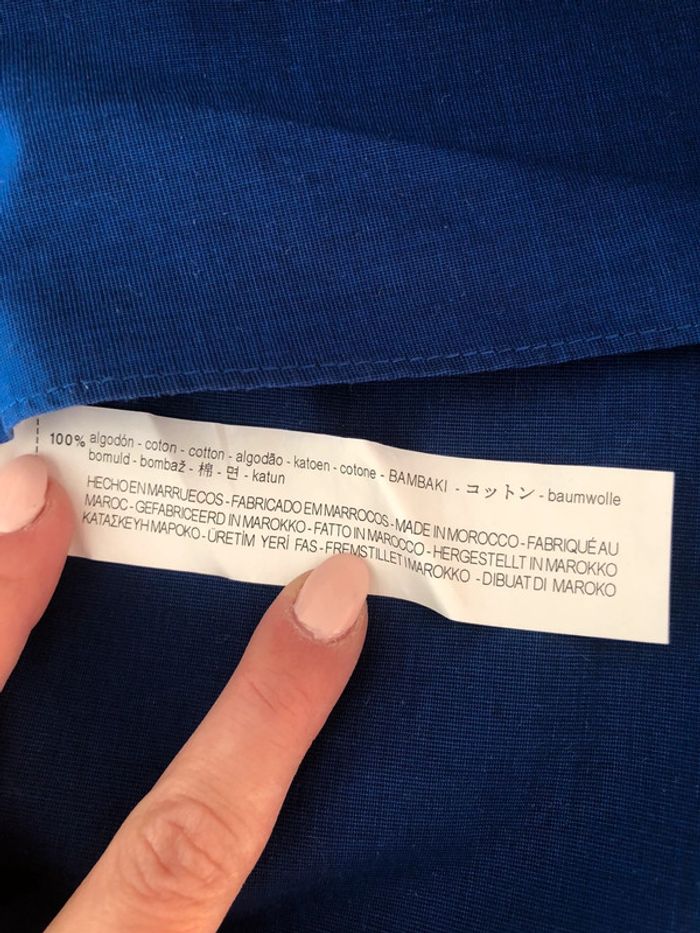 100% algodón - coton - cotton - algodão - katoen - cotone - BAMBAKI - コットン - baumwolle
bomuld - bombaž - 棉 - 면 - katun
HECHO EN MARRUECOS - FABRICADO EM MARROCOS - MADE IN MOROCCO - FABRIQUÉ AU
MAROC - GEFABRICEERD IN MAROKKO - FATTO IN MAROCCO - HERGESTELLT IN MAROKKO
ΚΑΤΑΣΚΕΥΗ ΜΑΡΟΚΟ - ÜRETİM YERİ FAS - FREMSTILLET I MAROKKO - DIBUAT DI MAROKO